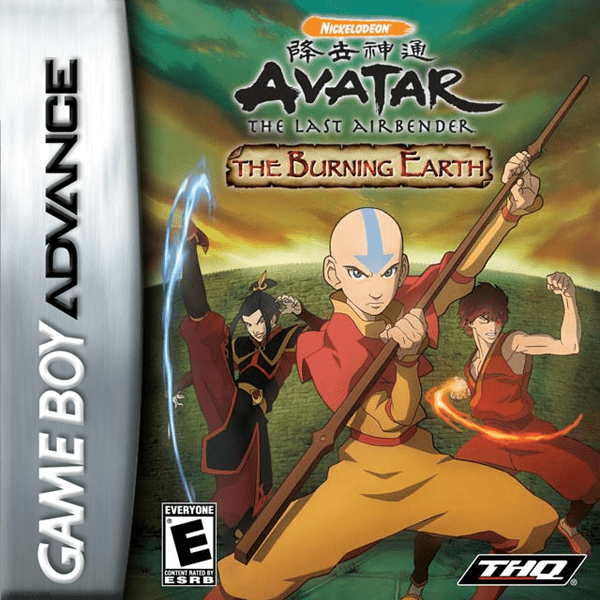 GAME BOY ADVANCE
NICKELODEON
降去神通
AVATAR
THE LAST AIRBENDER
THE BURNING EARTH
EVERYONE
E
CONTENT RATED BY
ESRB
THQ